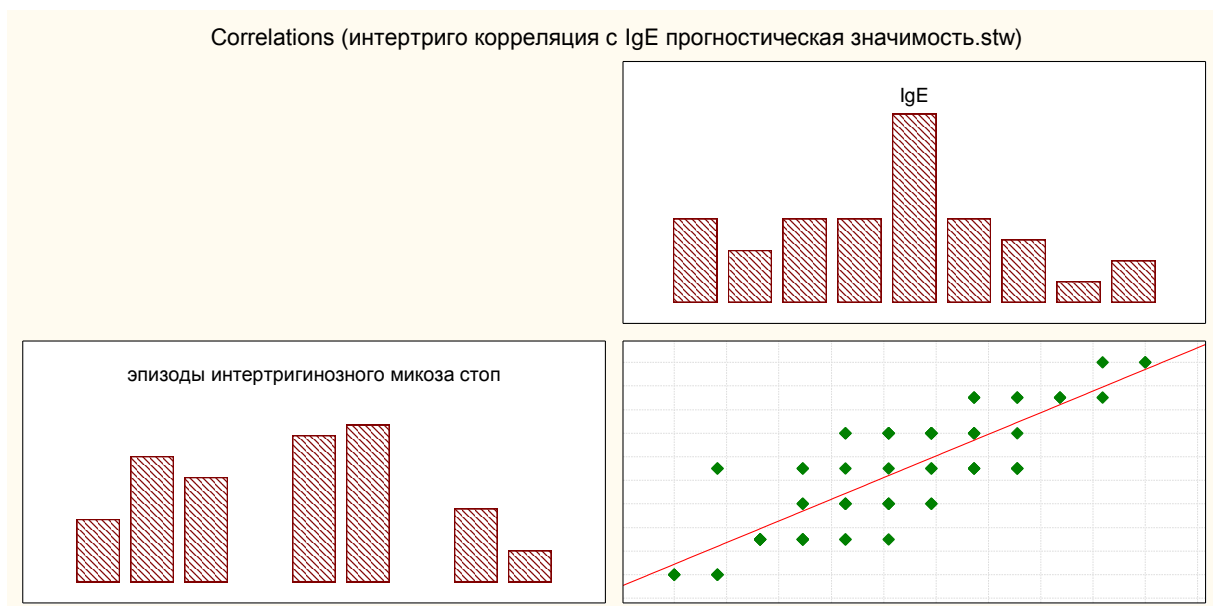 Correlations (интертриго корреляция с IgE прогностическая значимость.stw)
IgE
эпизоды интертригинозного микоза стоп